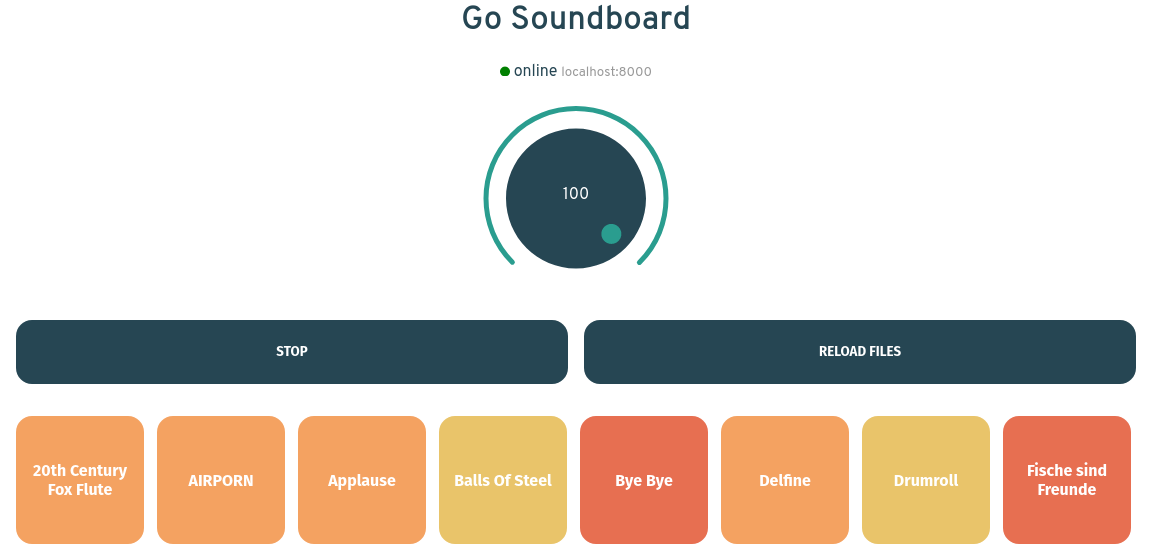 Go Soundboard
online localhost:8000
100
STOP
RELOAD FILES
20th Century
Fox Flute
AIRPORN
Applause
Balls Of Steel
Bye Bye
Delfine
Drumroll
Fische sind
Freunde